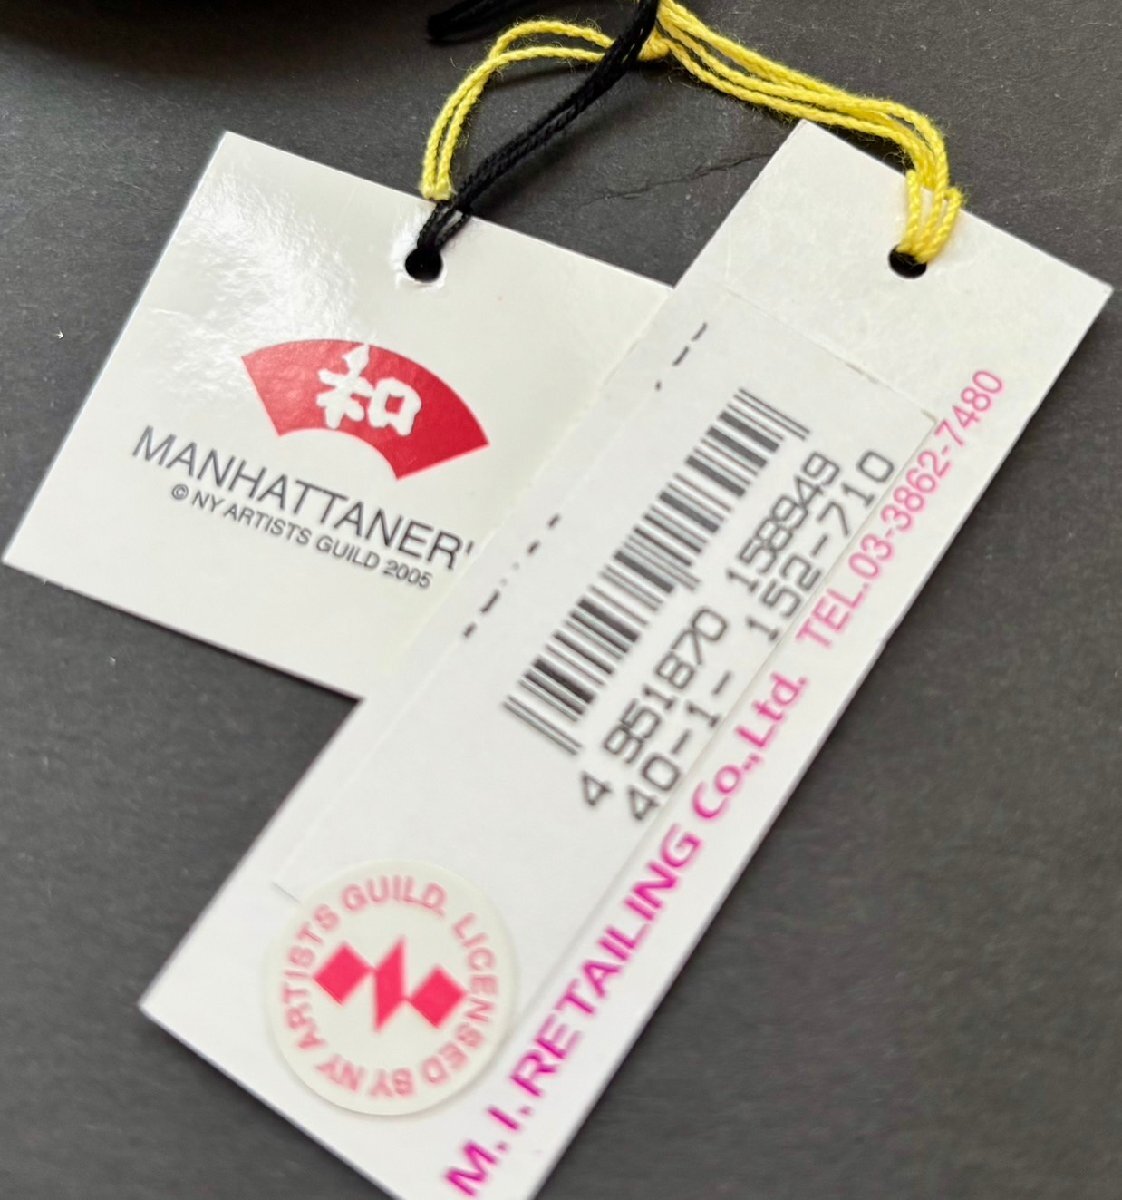 和
MANHATTANER'
© NY ARTISTS GUILD 2005
4 951870 158949
40-1- 152-710
M. I. RETAILING Co., Ltd. TEL.03-3862-7480
LICENSED BY NY ARTISTS GUILD.